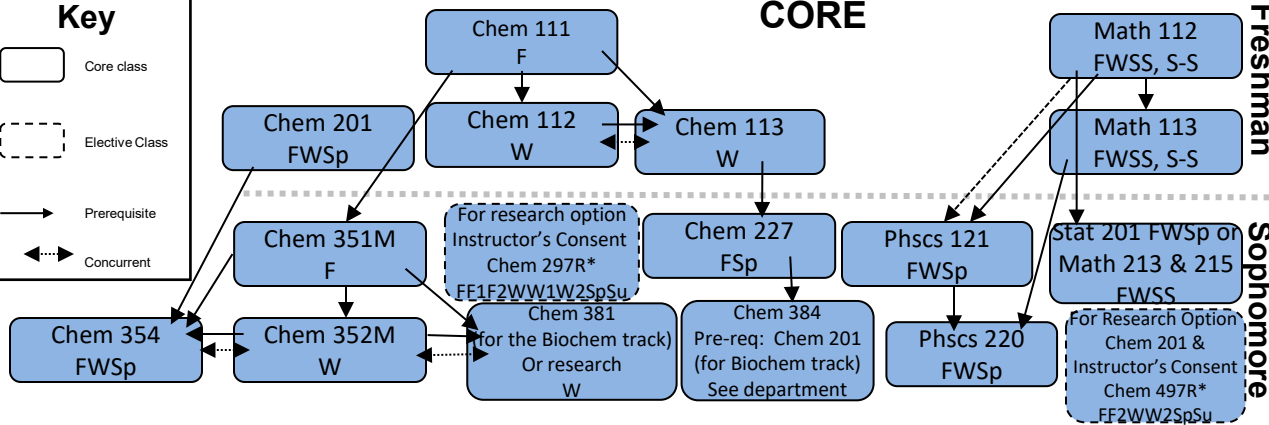 Key
Core class
Elective Class
Prerequisite
Concurrent
CORE
Freshman
Chem 111
F
Math 112
FWSS, S-S
Chem 201
FWSp
Chem 112
W
Chem 113
W
Math 113
FWSS, S-S
Sophomore
Chem 351M
F
For research option
Instructor's Consent
Chem 297R*
FF1F2WW1W2SpSu
Chem 227
FSp
Phscs 121
FWSp
Stat 201 FWSp or
Math 213 & 215
FWSS
Chem 354
FWSp
Chem 352M
W
Chem 381
(for the Biochem track)
Or research
W
Chem 384
Pre-req: Chem 201
(for Biochem track)
See department
Phscs 220
FWSp
For Research Option
Chem 201 &
Instructor's Consent
Chem 497R*
FF2WW2SpSu